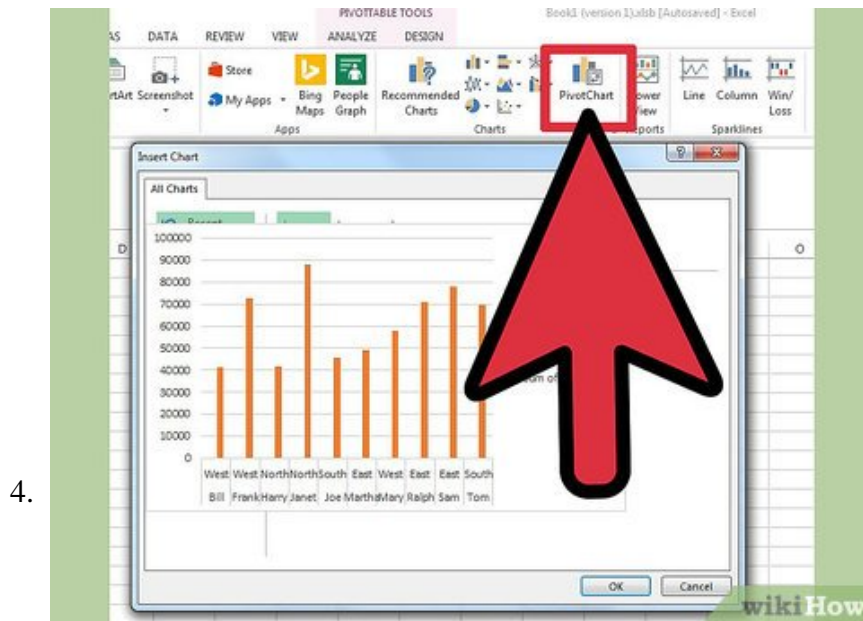 PIVOTTABLE TOOLS
Book1 (version 1).xlsb [Autosaved] - Excel
DATA REVIEW VIEW ANALYZE DESIGN
Screenshot
Store
My Apps
Bing Maps
People Graph
Recommended Charts
PivotChart
View
Line Column Win/Loss
Apps Charts Reports Sparklines
Insert Chart
All Charts
Recent
D O
100000
90000
80000
70000
60000
50000
40000
30000
20000
10000
0
West West North North South East West East East South
Bill Frank Harry Janet Joe Martha Mary Ralph Sam Tom
OK Cancel
4.
wikiHow